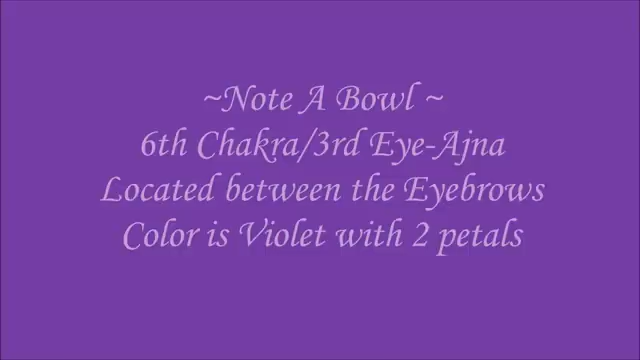 ~Note A Bowl ~
6th Chakra/3rd Eye-Ajna
Located between the Eyebrows
Color is Violet with 2 petals